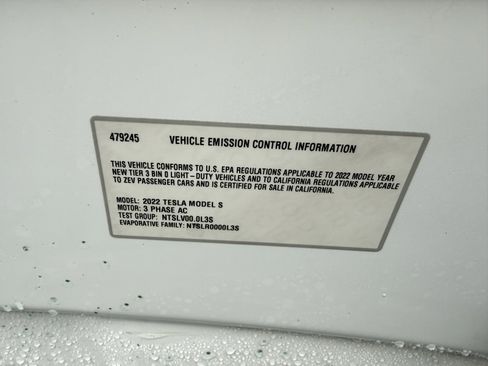 479245 VEHICLE EMISSION CONTROL INFORMATION
THIS VEHICLE CONFORMS TO U.S. EPA REGULATIONS APPLICABLE TO 2022 MODEL YEAR
NEW TIER 3 BIN 0 LIGHT-DUTY VEHICLES AND TO CALIFORNIA REGULATIONS APPLICABLE
TO ZEV PASSENGER CARS AND IS CERTIFIED FOR SALE IN CALIFORNIA.
MODEL: 2022 TESLA MODEL S
MOTOR: 3 PHASE AC
TEST GROUP: NTSLV00.0L3S
EVAPORATIVE FAMILY: NTSLR0000L3S